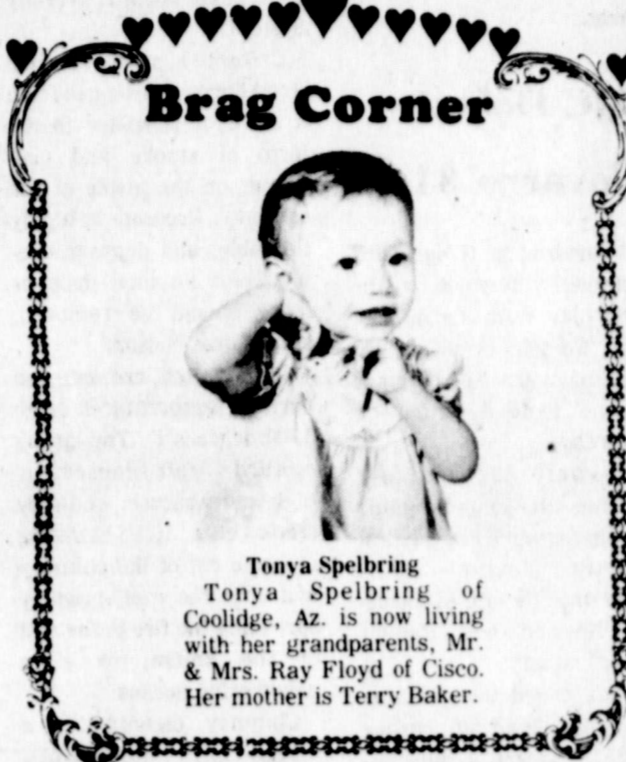 Brag Corner
Tonya Spelbring
Tonya Spelbring of
Coolidge, Az. is now living
with her grandparents, Mr.
& Mrs. Ray Floyd of Cisco.
Her mother is Terry Baker.